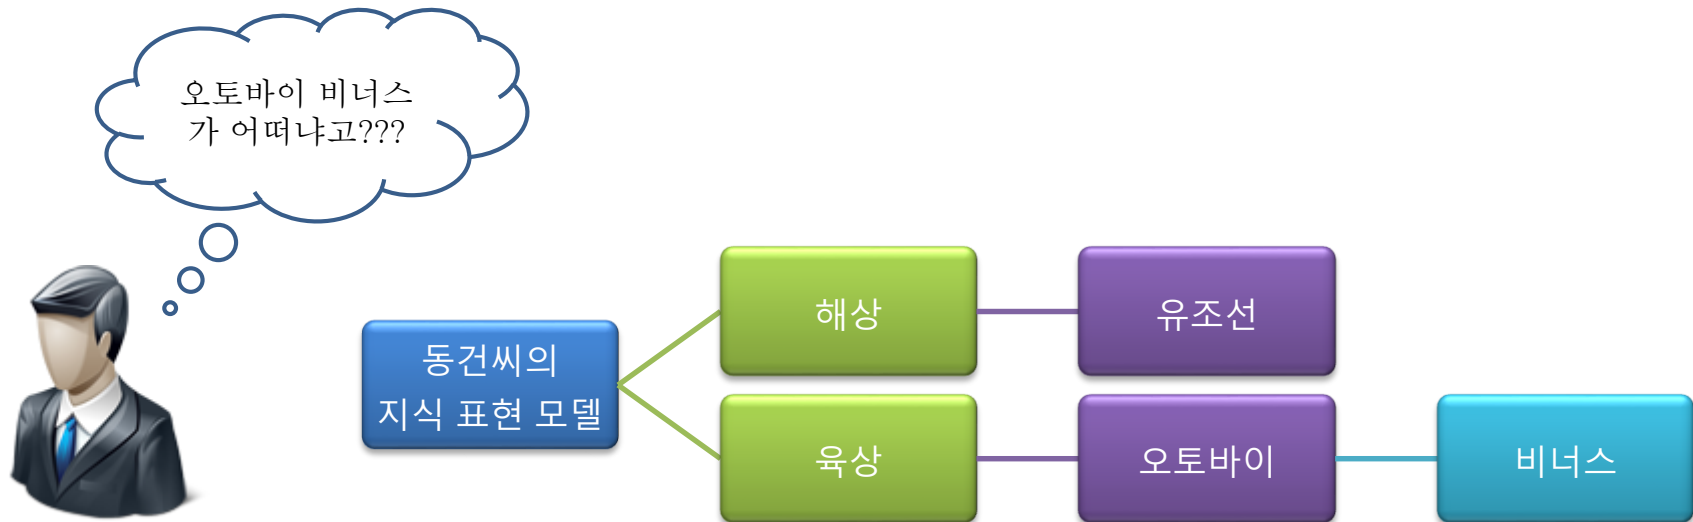 오토바이 비너스
가 어떠냐고???
해상
유조선
동건씨의
지식 표현 모델
육상
오토바이
비너스